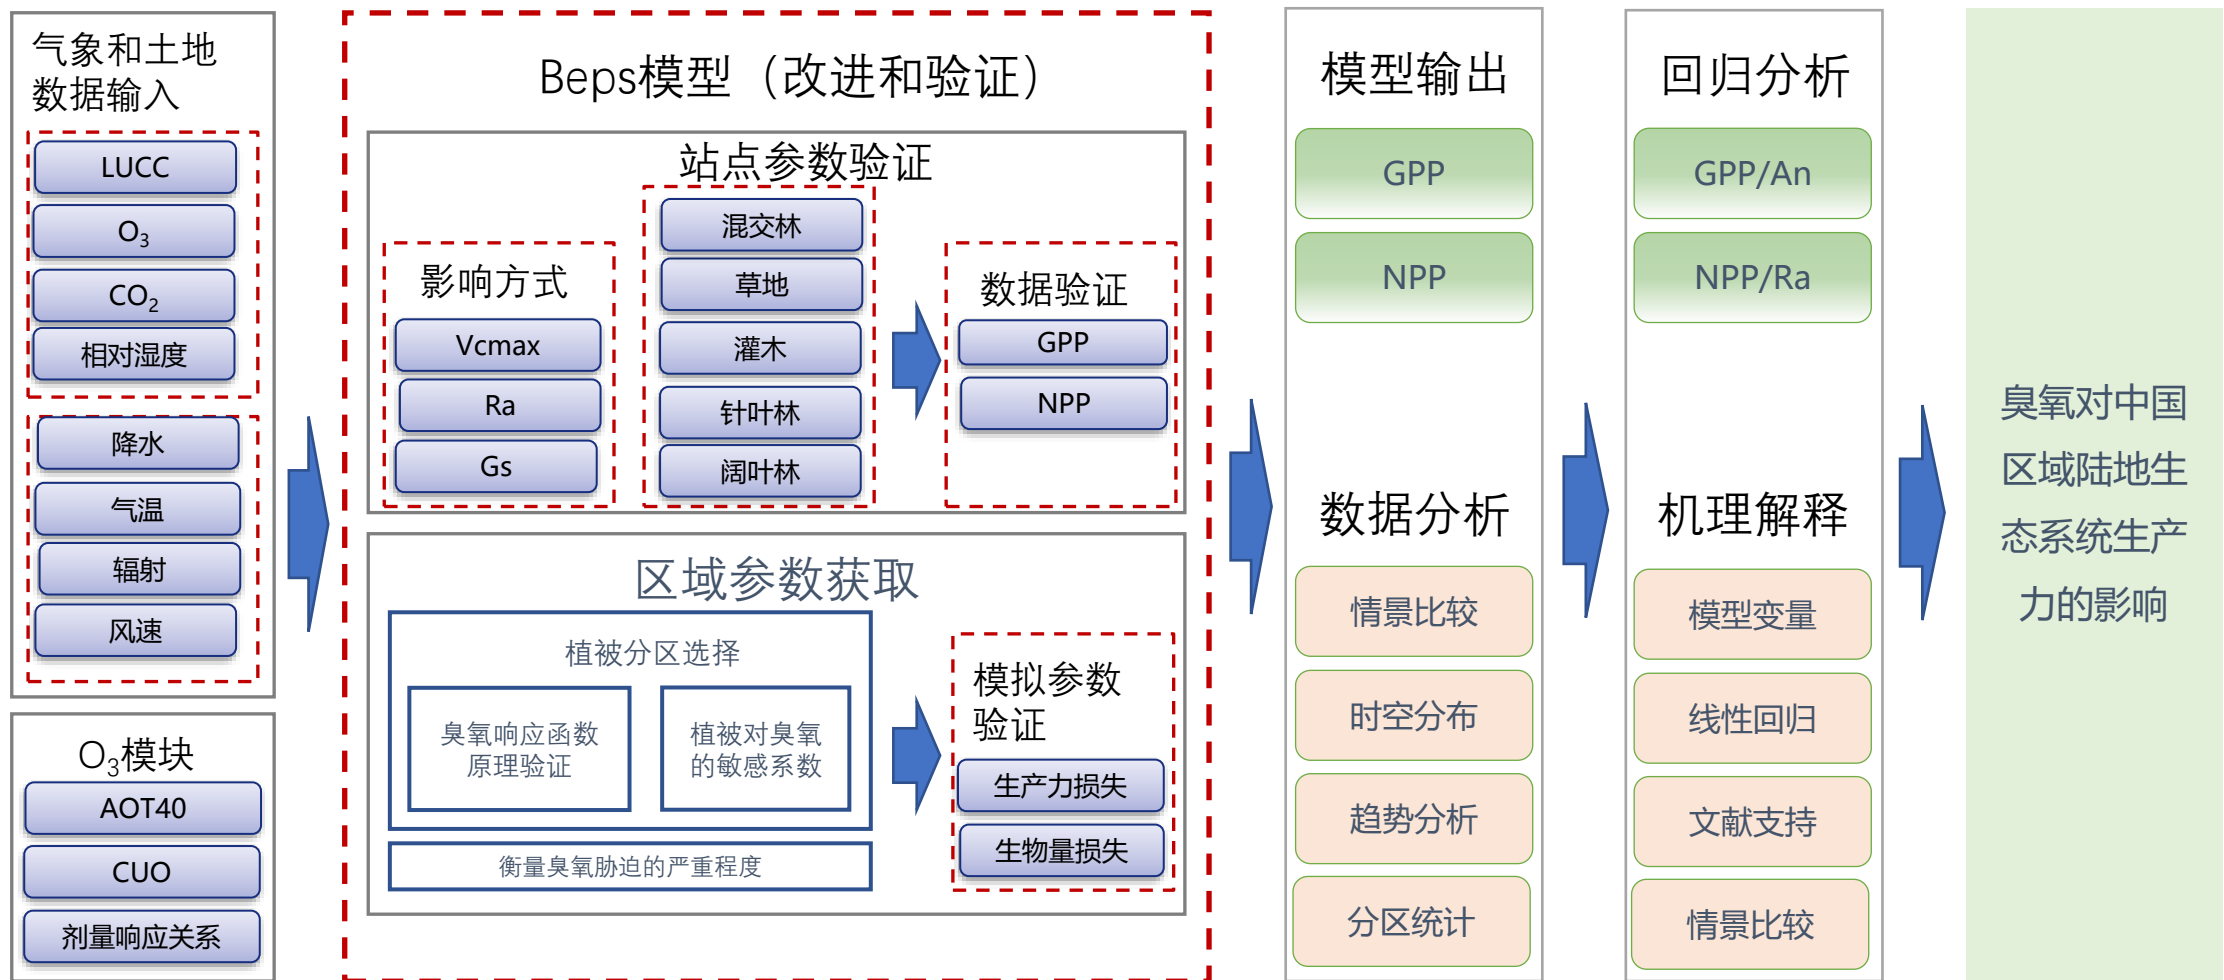 气象和土地
数据输入
LUCC
O₃
CO₂
相对湿度
降水
气温
辐射
风速
O₃模块
AOT40
CUO
剂量响应关系
Beps模型（改进和验证）
站点参数验证
影响方式
Vcmax
Ra
Gs
混交林
草地
灌木
针叶林
阔叶林
数据验证
GPP
NPP
区域参数获取
植被分区选择
臭氧响应函数
原理验证
植被对臭氧
的敏感系数
衡量臭氧胁迫的严重程度
模拟参数
验证
生产力损失
生物量损失
模型输出
GPP
NPP
数据分析
情景比较
时空分布
趋势分析
分区统计
回归分析
GPP/An
NPP/Ra
机理解释
模型变量
线性回归
文献支持
情景比较
臭氧对中国
区域陆地生
态系统生产
力的影响